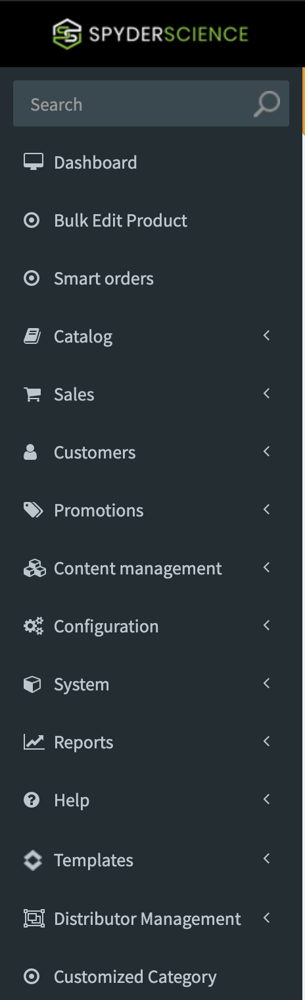 SPYDERSCIENCE
Search
Dashboard
Bulk Edit Product
Smart orders
Catalog
Sales
Customers
Promotions
Content management
Configuration
System
Reports
Help
Templates
Distributor Management
Customized Category